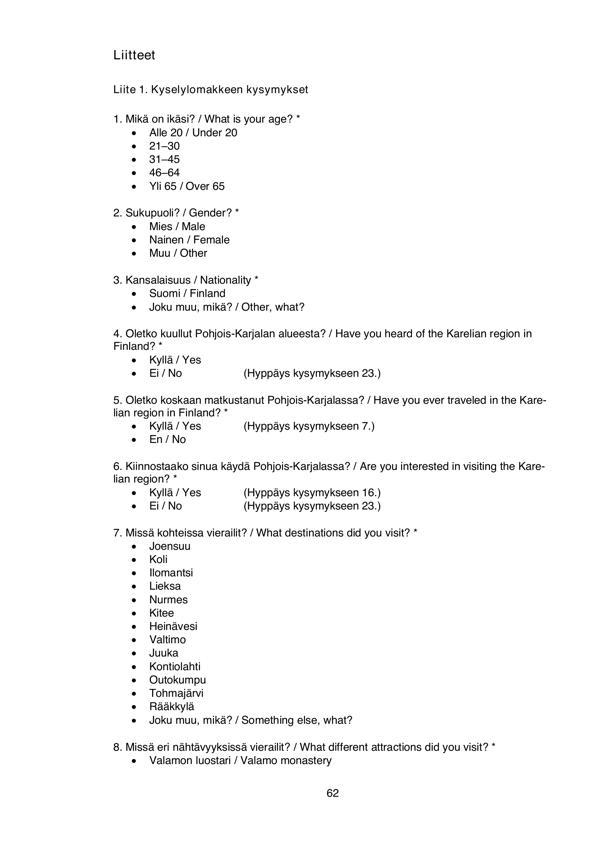 Liitteet
Liite 1. Kyselylomakkeen kysymykset
1. Mikä on ikäsi? / What is your age? *
• Alle 20 / Under 20
• 21–30
• 31–45
• 46–64
• Yli 65 / Over 65
2. Sukupuoli? / Gender? *
• Mies / Male
• Nainen / Female
• Muu / Other
3. Kansalaisuus / Nationality *
• Suomi / Finland
• Joku muu, mikä? / Other, what?
4. Oletko kuullut Pohjois-Karjalan alueesta? / Have you heard of the Karelian region in
Finland? *
• Kyllä / Yes
• Ei / No (Hyppäys kysymykseen 23.)
5. Oletko koskaan matkustanut Pohjois-Karjalassa? / Have you ever traveled in the Kare-
lian region in Finland? *
• Kyllä / Yes (Hyppäys kysymykseen 7.)
• En / No
6. Kiinnostaako sinua käydä Pohjois-Karjalassa? / Are you interested in visiting the Kare-
lian region? *
• Kyllä / Yes (Hyppäys kysymykseen 16.)
• Ei / No (Hyppäys kysymykseen 23.)
7. Missä kohteissa vierailit? / What destinations did you visit? *
• Joensuu
• Koli
• Ilomantsi
• Lieksa
• Nurmes
• Kitee
• Heinävesi
• Valtimo
• Juuka
• Kontiolahti
• Outokumpu
• Tohmajärvi
• Rääkkylä
• Joku muu, mikä? / Something else, what?
8. Missä eri nähtävyyksissä vierailit? / What different attractions did you visit? *
• Valamon luostari / Valamo monastery
62